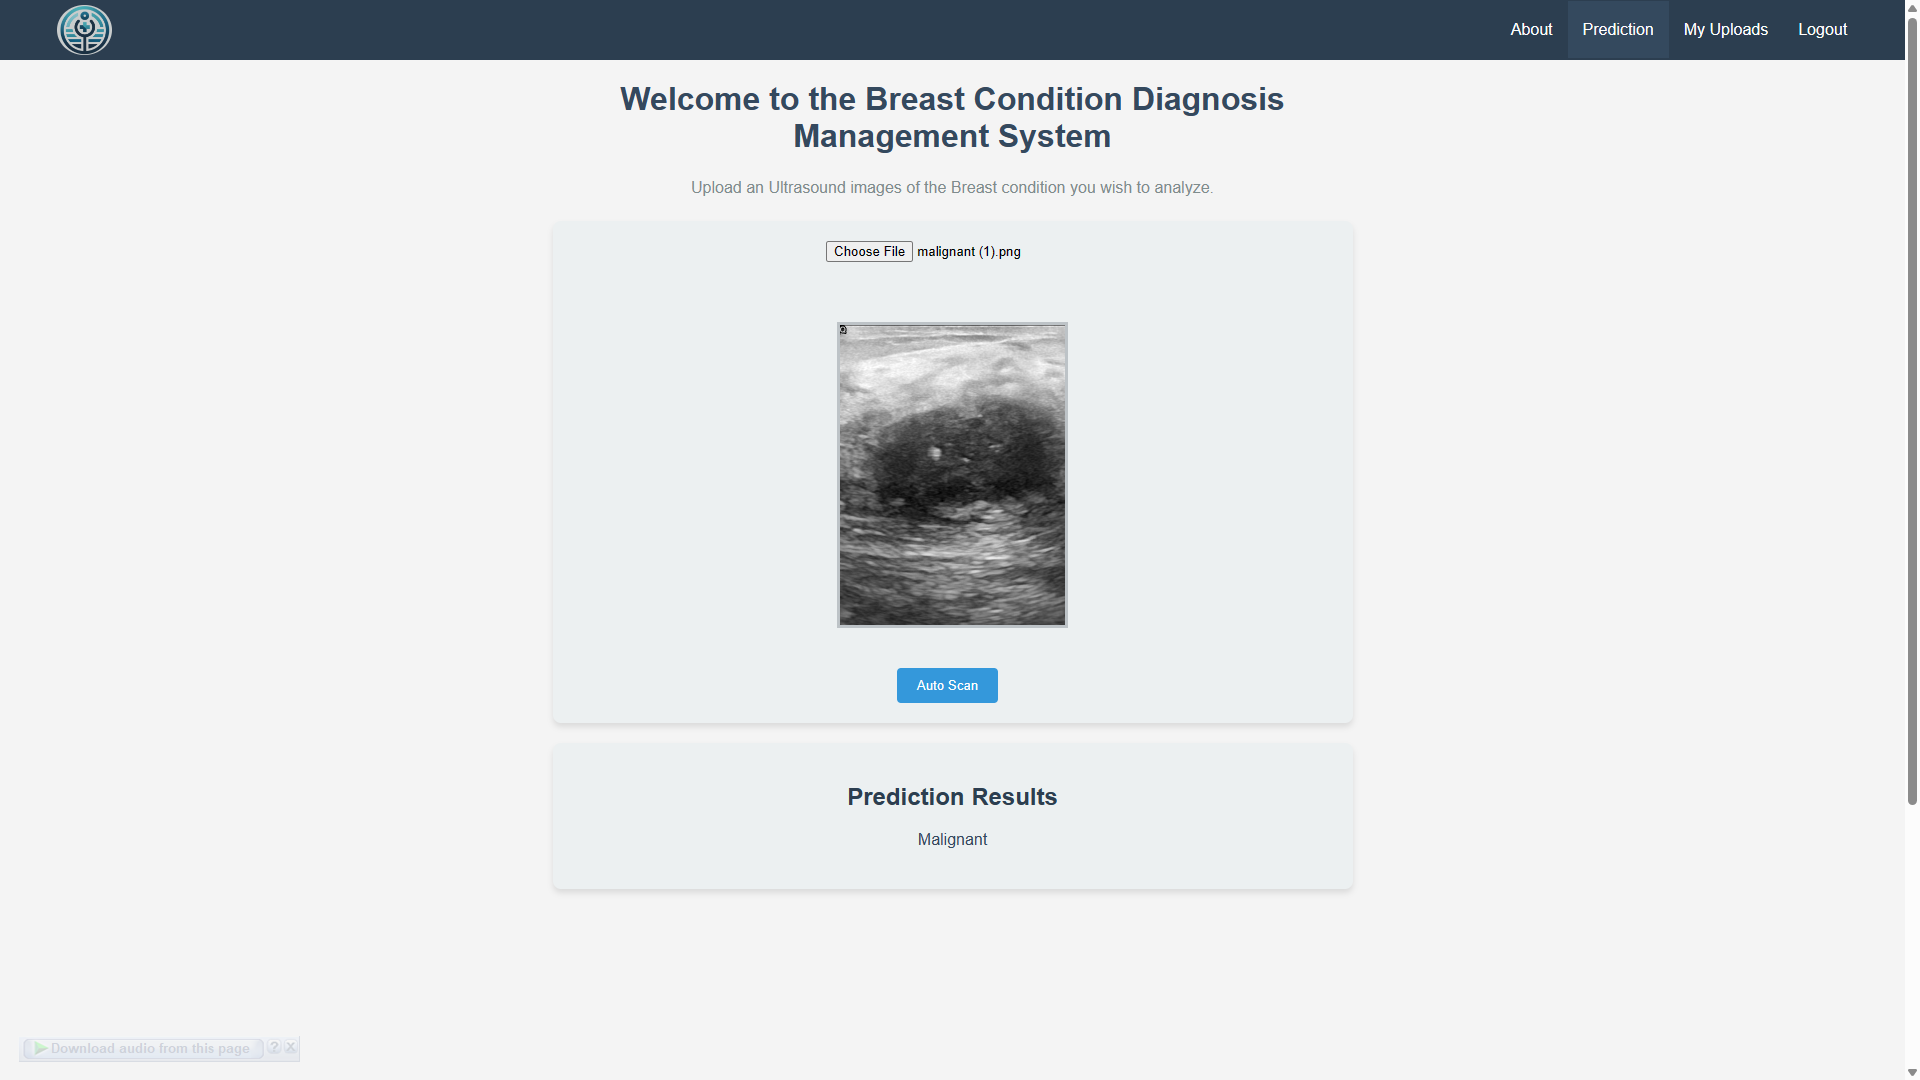 About Prediction My Uploads Logout
Welcome to the Breast Condition Diagnosis
Management System
Upload an Ultrasound images of the Breast condition you wish to analyze.
Choose File malignant (1).png
Auto Scan
Prediction Results
Malignant
Download audio from this page ? X